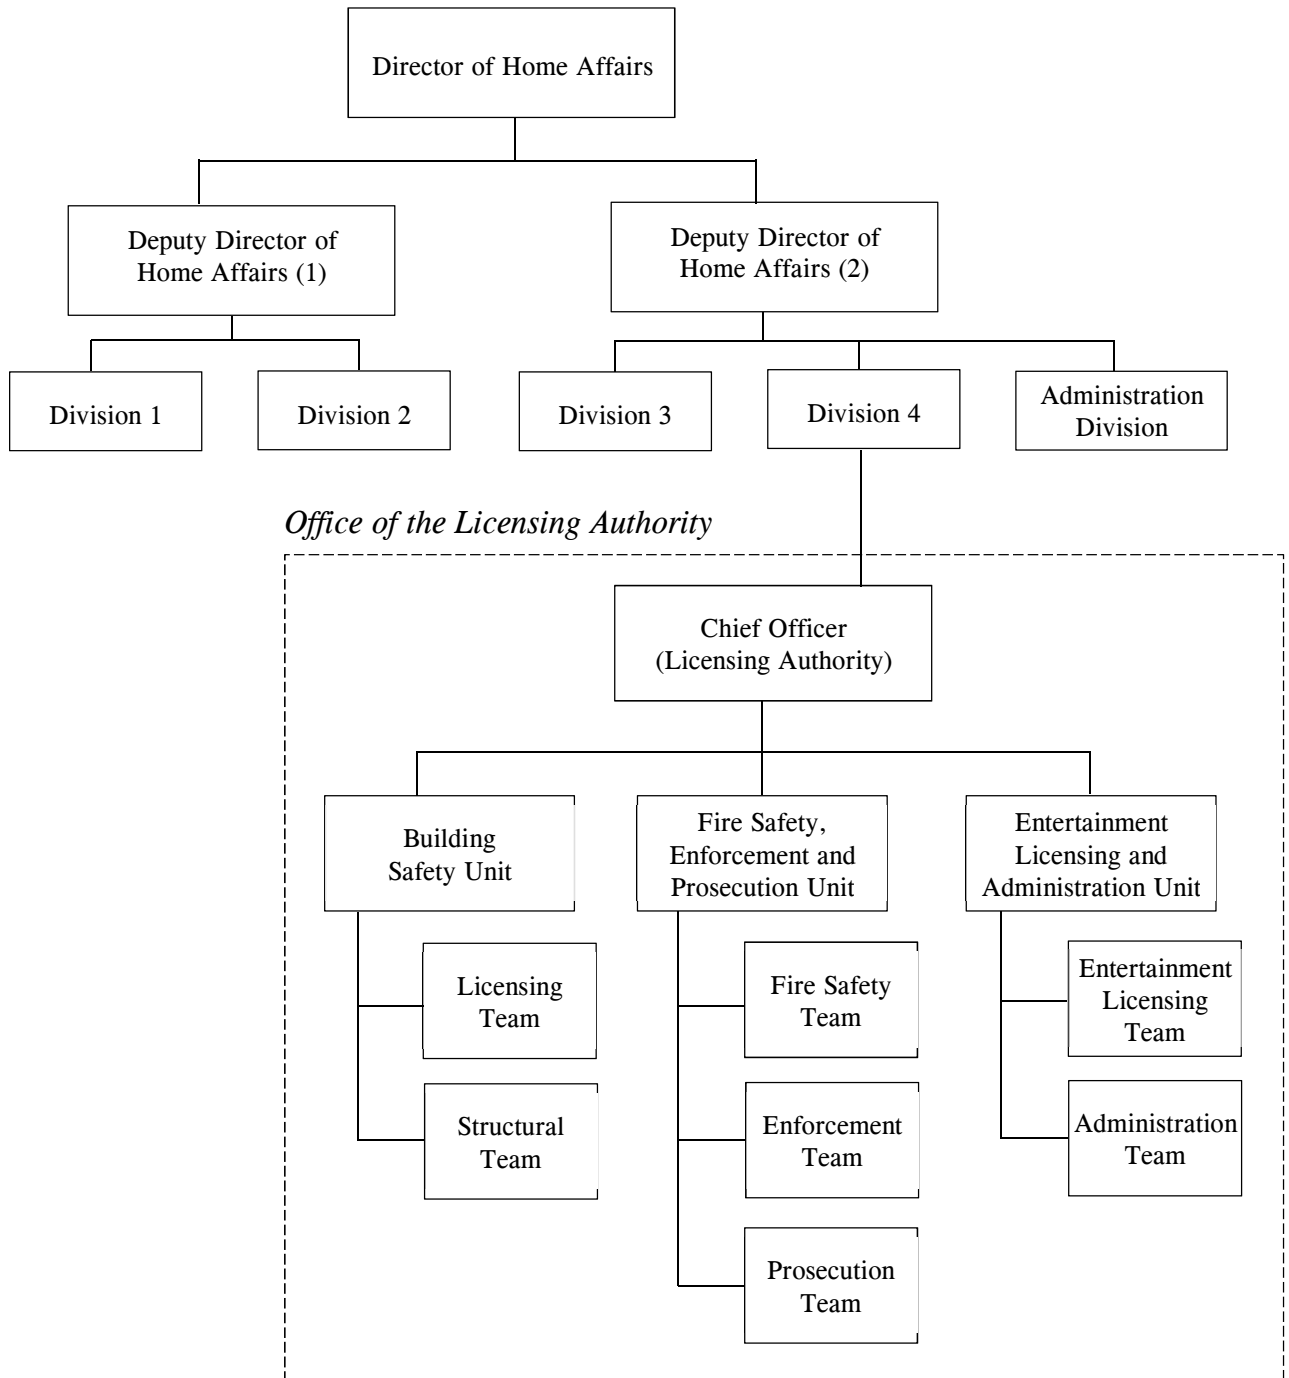 Director of Home Affairs
Deputy Director of
Home Affairs (1)
Deputy Director of
Home Affairs (2)
Division 1
Division 2
Division 3
Division 4
Administration
Division
Office of the Licensing Authority
Chief Officer
(Licensing Authority)
Building
Safety Unit
Fire Safety,
Enforcement and
Prosecution Unit
Entertainment
Licensing and
Administration Unit
Licensing
Team
Fire Safety
Team
Entertainment
Licensing
Team
Structural
Team
Enforcement
Team
Administration
Team
Prosecution
Team